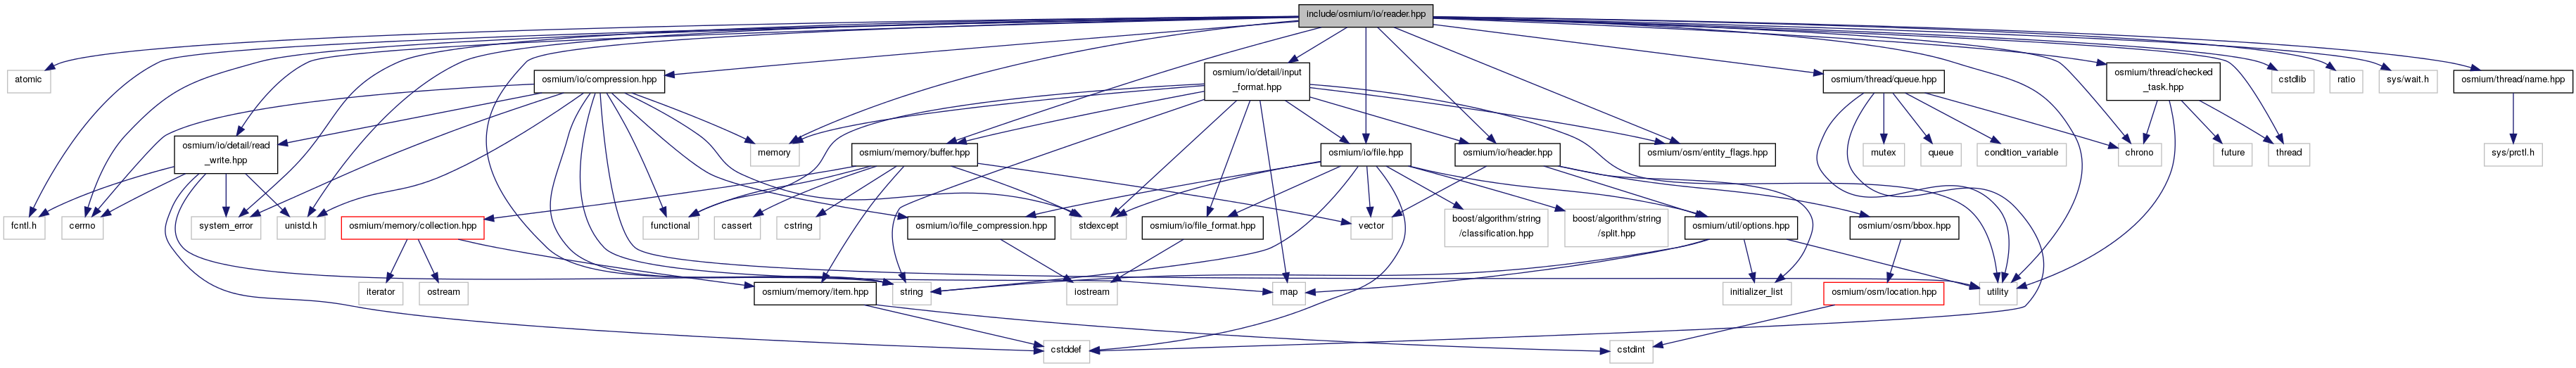 include/osmium/io/reader.hpp
atomic
osmium/io/compression.hpp
osmium/io/detail/input
_format.hpp
osmium/thread/queue.hpp
osmium/thread/checked
_task.hpp
cstdlib
ratio
sys/wait.h
osmium/thread/name.hpp
osmium/io/detail/read
_write.hpp
memory
osmium/memory/buffer.hpp
osmium/io/file.hpp
osmium/io/header.hpp
osmium/osm/entity_flags.hpp
mutex
queue
condition_variable
chrono
future
thread
sys/prctl.h
fcntl.h
cerrno
system_error
unistd.h
osmium/memory/collection.hpp
functional
cassert
cstring
osmium/io/file_compression.hpp
stdexcept
osmium/io/file_format.hpp
vector
boost/algorithm/string
/classification.hpp
boost/algorithm/string
/split.hpp
osmium/util/options.hpp
osmium/osm/bbox.hpp
iterator
ostream
osmium/memory/item.hpp
string
iostream
map
initializer_list
osmium/osm/location.hpp
utility
cstddef
cstdint